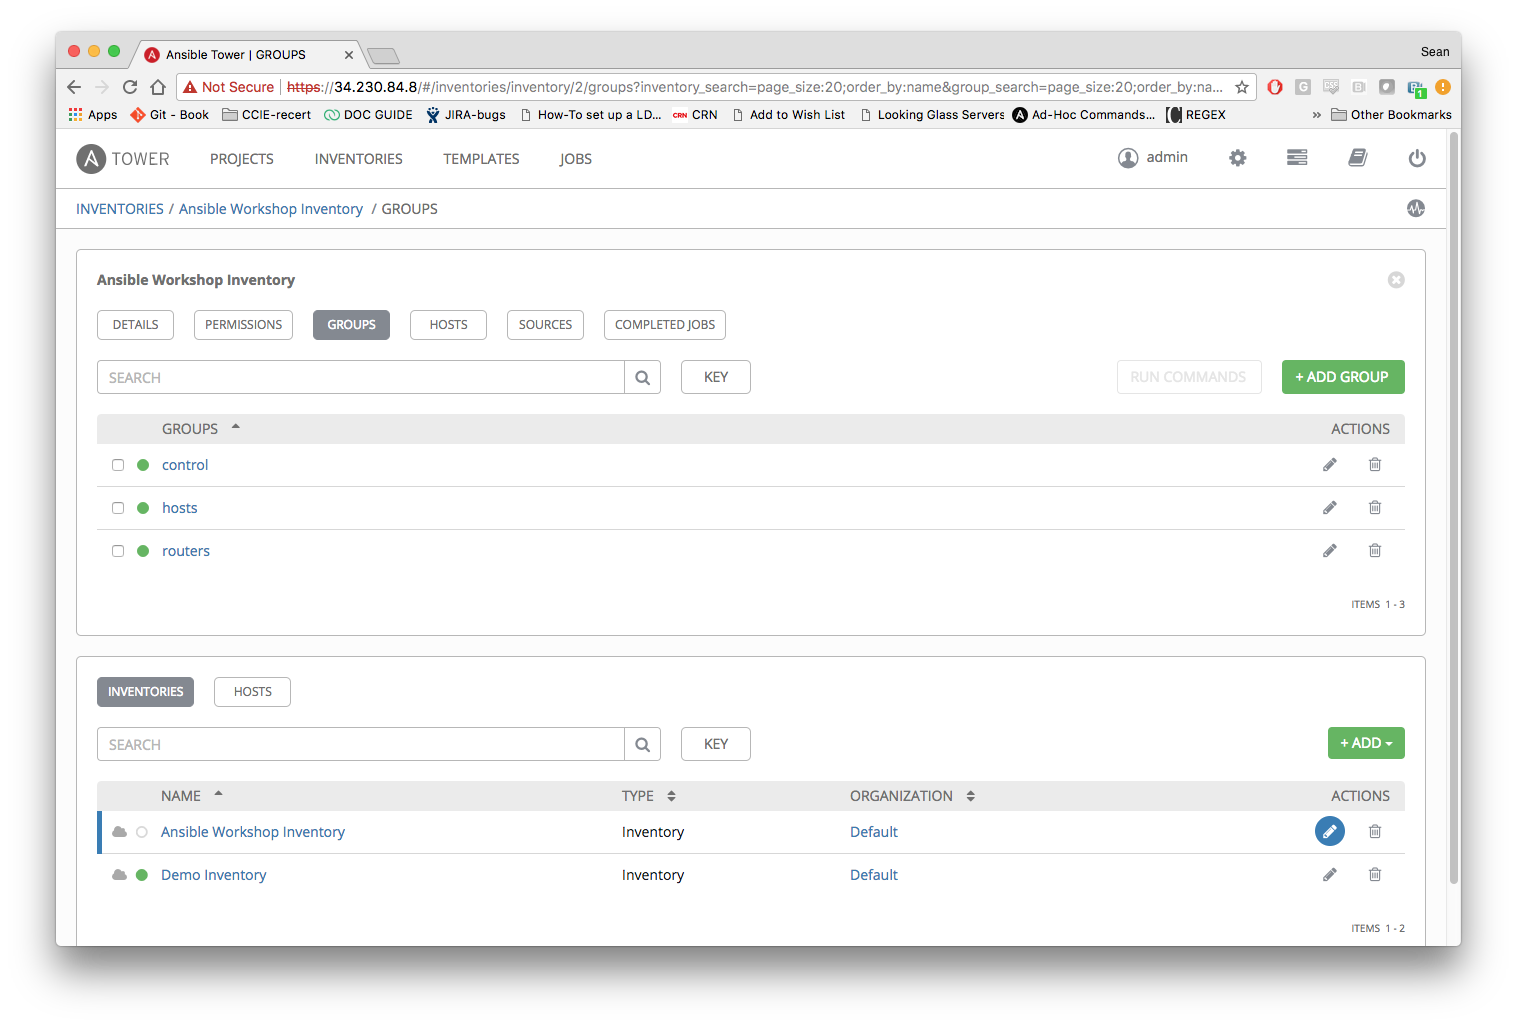 Ansible Tower | GROUPS
Sean
Not Secure https://34.230.84.8/#/inventories/inventory/2/groups?inventory_search=page_size:20;order_by:name&group_search=page_size:20;order_by:na...
Apps Git - Book CCIE-recert DOC GUIDE JIRA-bugs How-To set up a LD... CRN CRN Add to Wish List Looking Glass Servers Ad-Hoc Commands... REGEX » Other Bookmarks
TOWER PROJECTS INVENTORIES TEMPLATES JOBS admin
INVENTORIES / Ansible Workshop Inventory / GROUPS
Ansible Workshop Inventory
DETAILS PERMISSIONS GROUPS HOSTS SOURCES COMPLETED JOBS
SEARCH KEY RUN COMMANDS + ADD GROUP
GROUPS ACTIONS
control
hosts
routers
ITEMS 1 - 3
INVENTORIES HOSTS
SEARCH KEY + ADD
NAME TYPE ORGANIZATION ACTIONS
Ansible Workshop Inventory Inventory Default
Demo Inventory Inventory Default
ITEMS 1 - 2